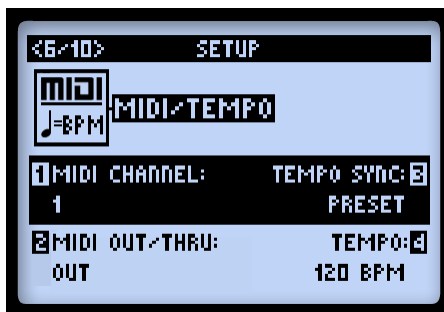 <6/10> SETUP
MIDI
♩=BPM
MIDI/TEMPO
1 MIDI CHANNEL: TEMPO SYNC: 3
1 PRESET
2 MIDI OUT/THRU: TEMPO: 4
OUT 120 BPM